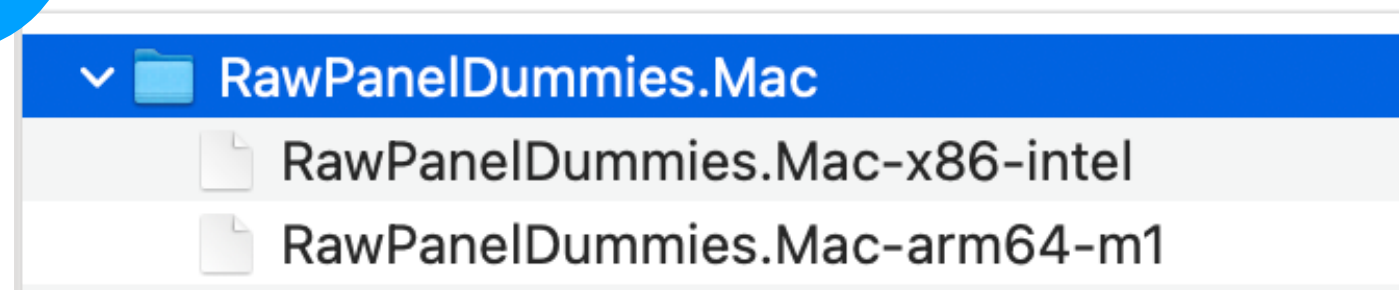 RawPanelDummies.Mac
RawPanelDummies.Mac-x86-intel
RawPanelDummies.Mac-arm64-m1